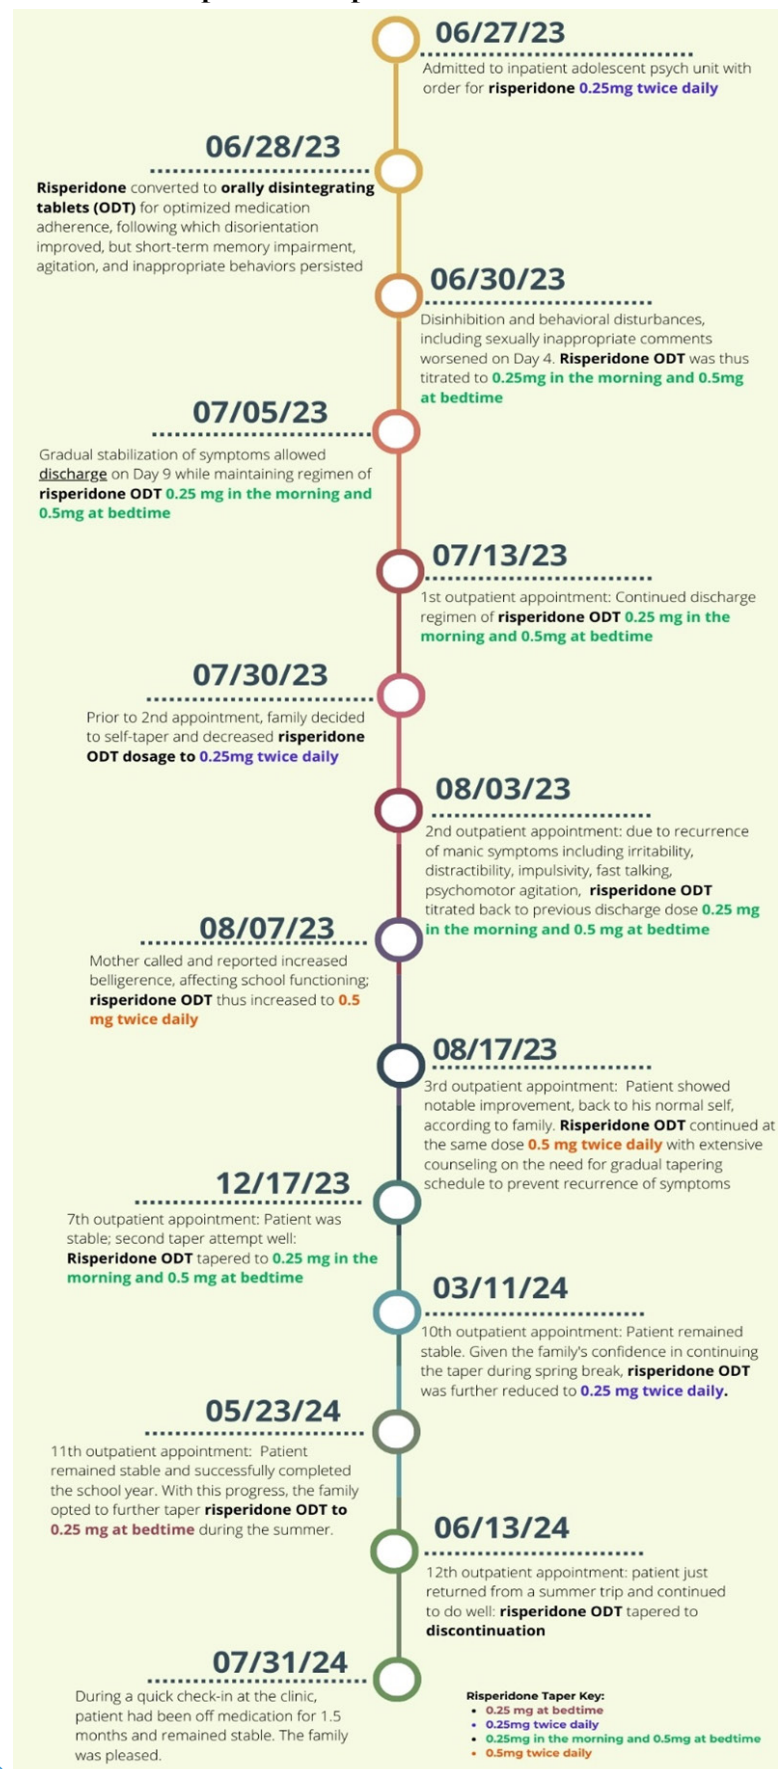 06/27/23
Admitted to inpatient adolescent psych unit with
order for risperidone 0.25mg twice daily
06/28/23
Risperidone converted to orally disintegrating
tablets (ODT) for optimized medication
adherence, following which disorientation
improved, but short-term memory impairment,
agitation, and inappropriate behaviors persisted
06/30/23
Disinhibition and behavioral disturbances,
including sexually inappropriate comments
worsened on Day 4. Risperidone ODT was thus
titrated to 0.25mg in the morning and 0.5mg
at bedtime
07/05/23
Gradual stabilization of symptoms allowed
discharge on Day 9 while maintaining regimen of
risperidone ODT 0.25 mg in the morning and
0.5mg at bedtime
07/13/23
1st outpatient appointment: Continued discharge
regimen of risperidone ODT 0.25 mg in the
morning and 0.5mg at bedtime
07/30/23
Prior to 2nd appointment, family decided
to self-taper and decreased risperidone
ODT dosage to 0.25mg twice daily
08/03/23
2nd outpatient appointment: due to recurrence
of manic symptoms including irritability,
distractibility, impulsivity, fast talking,
psychomotor agitation, risperidone ODT
titrated back to previous discharge dose 0.25 mg
in the morning and 0.5 mg at bedtime
08/07/23
Mother called and reported increased
belligerence, affecting school functioning;
risperidone ODT thus increased to 0.5
mg twice daily
08/17/23
3rd outpatient appointment: Patient showed
notable improvement, back to his normal self,
according to family. Risperidone ODT continued at
the same dose 0.5 mg twice daily with extensive
counseling on the need for gradual tapering
schedule to prevent recurrence of symptoms
12/17/23
7th outpatient appointment: Patient was
stable; second taper attempt well:
Risperidone ODT tapered to 0.25 mg in the
morning and 0.5 mg at bedtime
03/11/24
10th outpatient appointment: Patient remained
stable. Given the family's confidence in continuing
the taper during spring break, risperidone ODT
was further reduced to 0.25 mg twice daily.
05/23/24
11th outpatient appointment: Patient
remained stable and successfully completed
the school year. With this progress, the family
opted to further taper risperidone ODT to
0.25 mg at bedtime during the summer.
06/13/24
12th outpatient appointment: patient just
returned from a summer trip and continued
to do well: risperidone ODT tapered to
discontinuation
07/31/24
During a quick check-in at the clinic,
patient had been off medication for 1.5
months and remained stable. The family
was pleased.
Risperidone Taper Key:
• 0.25 mg at bedtime
• 0.25mg twice daily
• 0.25mg in the morning and 0.5mg at bedtime
• 0.5mg twice daily